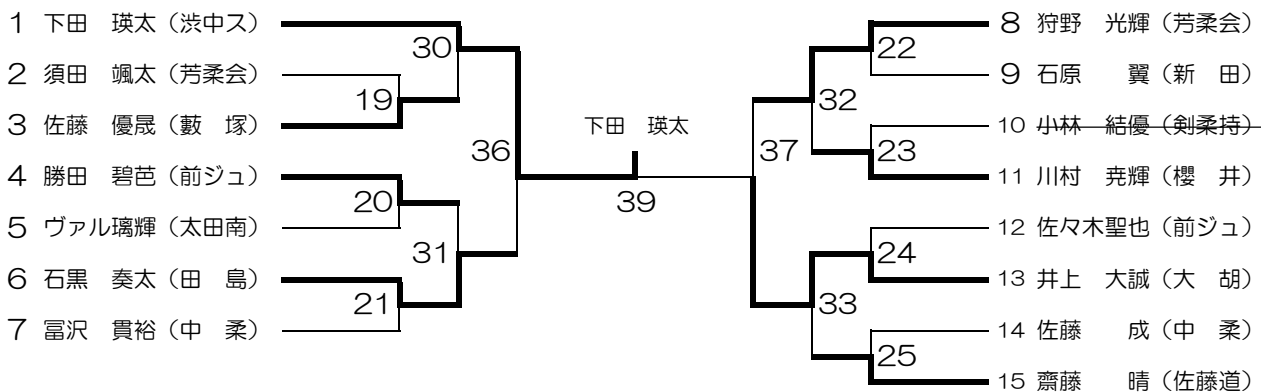 1 下田 瑛太（渋中ス）
2 須田 颯太（芳柔会）
3 佐藤 優晟（藪 塚）
4 勝田 碧芭（前ジュ）
5 ヴァル璃輝（太田南）
6 石黒 奏太（田 島）
7 冨沢 貫裕（中 柔）
30
19
20
31
21
36
下田 瑛太
39
37
22
32
23
24
33
25
8 狩野 光輝（芳柔会）
9 石原 翼（新 田）
10 小林 結優（剣柔持）
11 川村 尭輝（櫻 井）
12 佐々木聖也（前ジュ）
13 井上 大誠（大 胡）
14 佐藤 成（中 柔）
15 齋藤 晴（佐藤道）